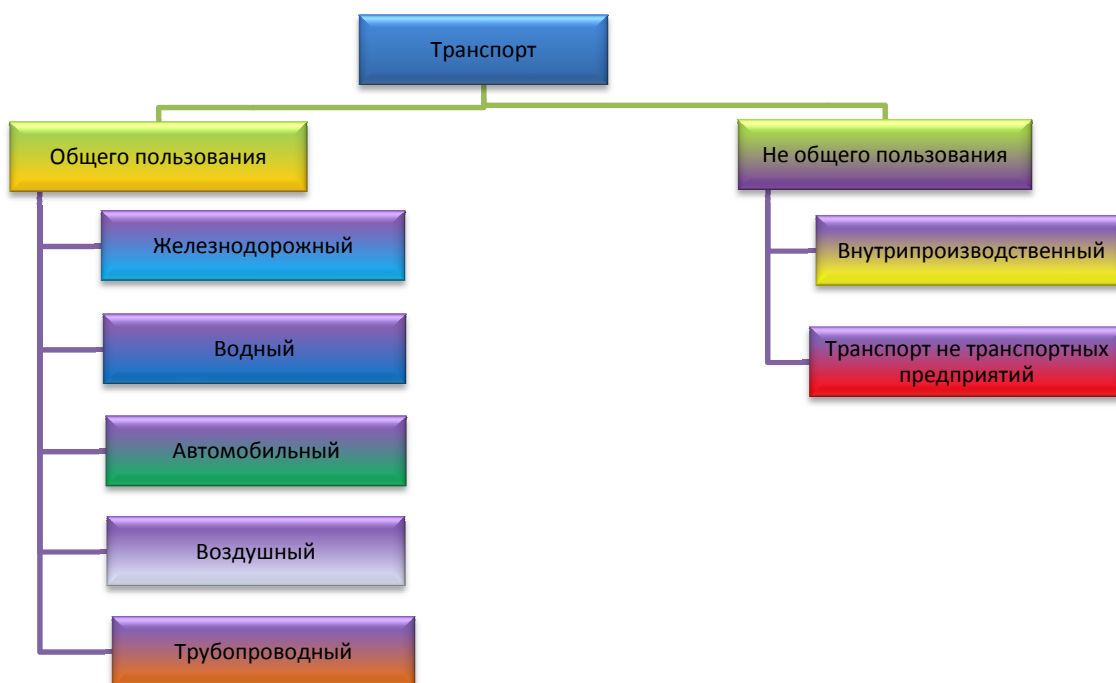 Транспорт
Общего пользования
Не общего пользования
Железнодорожный
Внутрипроизводственный
Водный
Транспорт не транспортных
предприятий
Автомобильный
Воздушный
Трубопроводный